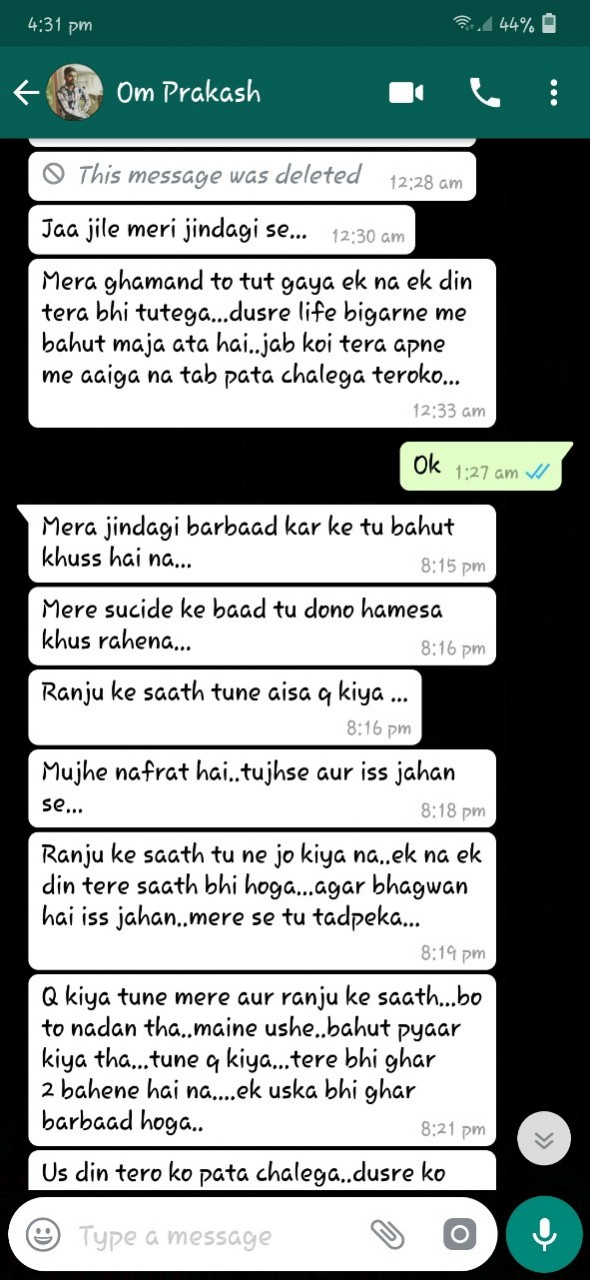 4:31 pm 44%
Om Prakash
This message was deleted 12:28 am
Jaa jile meri jindagi se... 12:30 am
Mera ghamand to tut gaya ek na ek din
tera bhi tutega...dusre life bigarne me
bahut maja ata hai..jab koi tera apne
me aaiga na tab pata chalega teroko...
12:33 am
Ok 1:27 am
Mera jindagi barbaad kar ke tu bahut
khuss hai na...
8:15 pm
Mere sucide ke baad tu dono hamesa
khus rahena...
8:16 pm
Ranju ke saath tune aisa q kiya ...
8:16 pm
Mujhe nafrat hai..tujhse aur iss jahan
se...
8:18 pm
Ranju ke saath tu ne jo kiya na..ek na ek
din tere saath bhi hoga...agar bhagwan
hai iss jahan..mere se tu tadpeka...
8:19 pm
Q kiya tune mere aur ranju ke saath...bo
to nadan tha..maine ushe..bahut pyaar
kiya tha...tune q kiya...tere bhi ghar
2 bahene hai na....ek uska bhi ghar
barbaad hoga..
8:21 pm
Us din tero ko pata chalega..dusre ko
Type a message